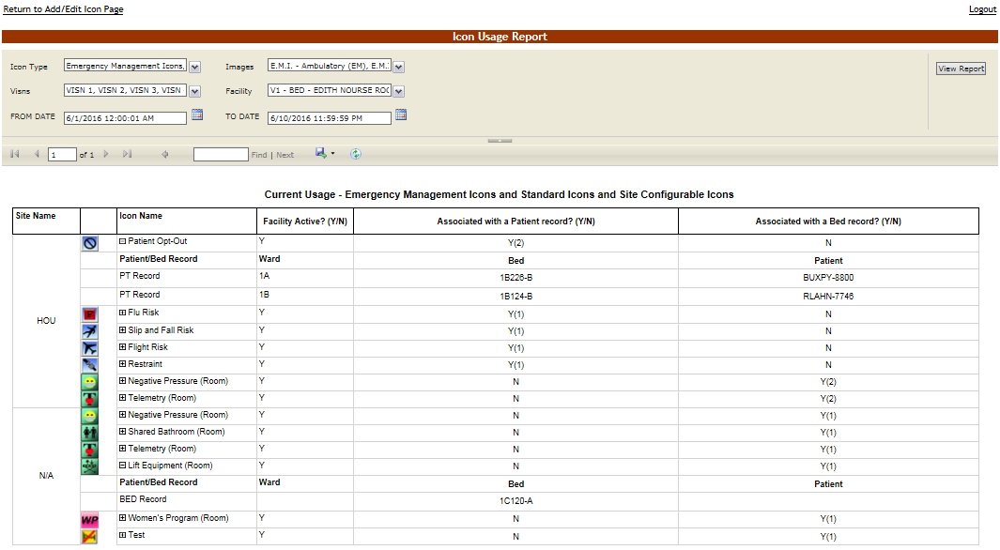 Return to Add/Edit Icon Page Logout
Icon Usage Report
Icon Type Emergency Management Icons, Images E.M.I. - Ambulatory (EM), E.M. View Report
Visns VISN 1, VISN 2, VISN 3, VISN Facility V1 - BED - EDITH NOURSE ROG
FROM DATE 6/1/2016 12:00:01 AM TO DATE 6/10/2016 11:59:59 PM
1 of 1 Find | Next
Current Usage - Emergency Management Icons and Standard Icons and Site Configurable Icons
Site Name Icon Name Facility Active? (Y/N) Associated with a Patient record? (Y/N) Associated with a Bed record? (Y/N)
Patient Opt-Out Y Y(2) N
Patient/Bed Record Ward Bed Patient
PT Record 1A 1B226-B BUXPY-8800
PT Record 1B 1B124-B RLAHN-7746
Flu Risk Y Y(1) N
HOU
Slip and Fall Risk Y Y(1) N
Flight Risk Y Y(1) N
Restraint Y Y(1) N
Negative Pressure (Room) Y N Y(2)
Telemetry (Room) Y N Y(2)
Negative Pressure (Room) Y N Y(1)
Shared Bathroom (Room) Y N Y(1)
Telemetry (Room) Y N Y(1)
Lift Equipment (Room) Y N Y(1)
N/A
Patient/Bed Record Ward Bed Patient
BED Record 1C120-A
WP Women's Program (Room) Y N Y(1)
Test Y N Y(1)